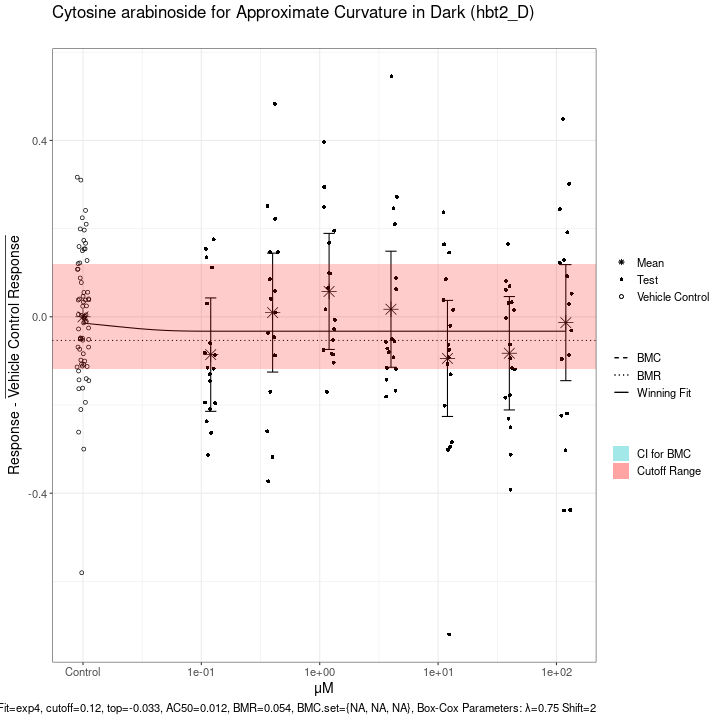 Cytosine arabinoside for Approximate Curvature in Dark (hbt2_D)
Response - Vehicle Control Response
0.4
0.0
-0.4
Control
1e-01
1e+00
1e+01
1e+02
μM
Mean
Test
Vehicle Control
BMC
BMR
Winning Fit
CI for BMC
Cutoff Range
Fit=exp4, cutoff=0.12, top=-0.033, AC50=0.012, BMR=0.054, BMC.set={NA, NA, NA}, Box-Cox Parameters: λ=0.75 Shift=2